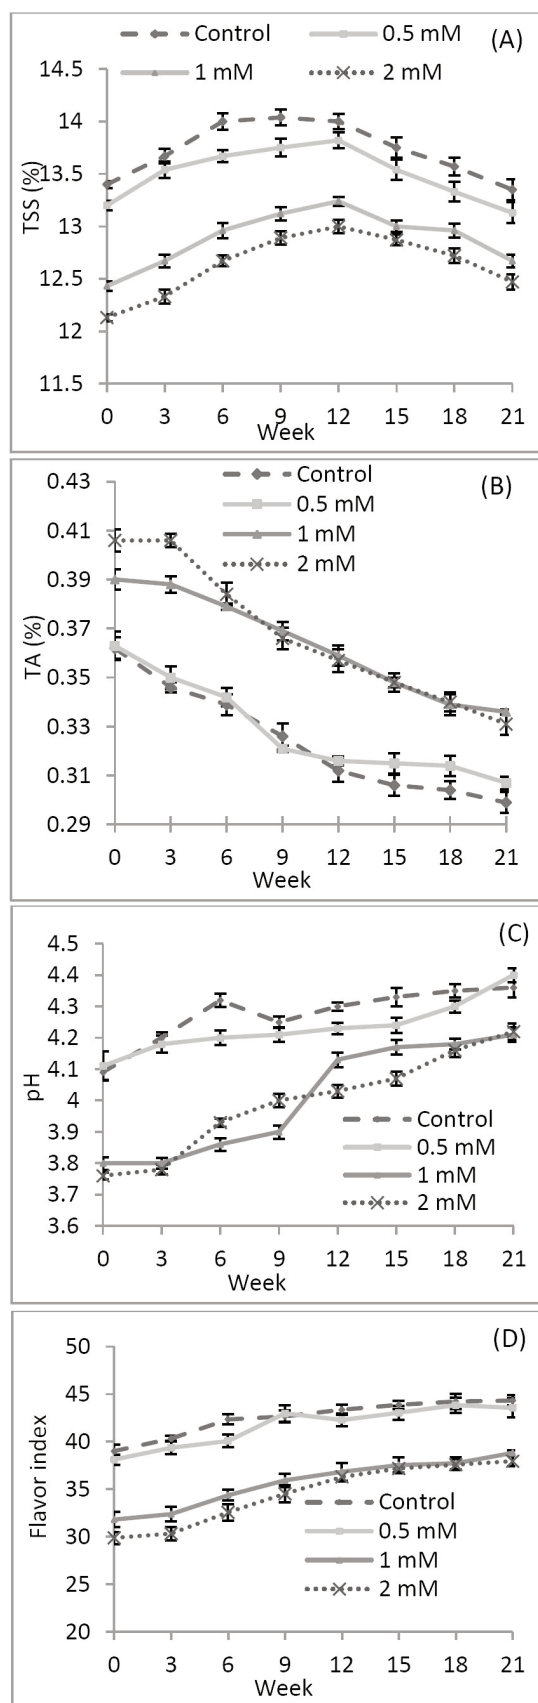 Control 0.5 mM (A)
1 mM 2 mM
14.5
14
13.5
13
12.5
12
11.5
TSS (%)
0 3 6 9 12 15 18 21
Week
(B)
Control
0.5 mM
1 mM
2 mM
0.43
0.41
0.39
0.37
0.35
0.33
0.31
0.29
TA (%)
0 3 6 9 12 15 18 21
Week
(C)
4.5
4.4
4.3
4.2
4.1
4
3.9
3.8
3.7
3.6
pH
Control
0.5 mM
1 mM
2 mM
0 3 6 9 12 15 18 21
Week
(D)
50
45
40
35
30
25
20
Flavor index
Control
0.5 mM
1 mM
2 mM
0 3 6 9 12 15 18 21
Week